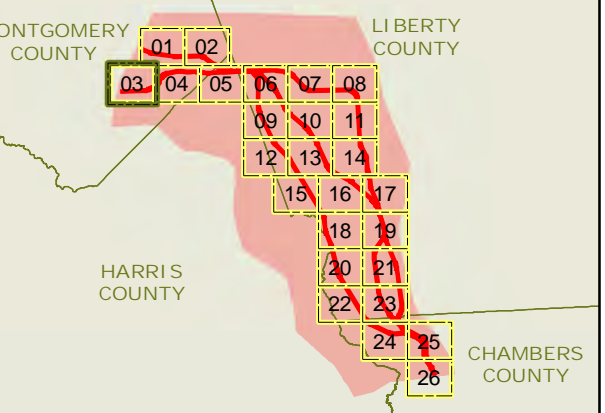 ONTGOMERY
COUNTY
LIBERTY
COUNTY
01 02
03 04 05 06 07 08
09 10 11
12 13 14
15 16 17
18 19
20 21
22 23
24 25
26
HARRIS
COUNTY
CHAMBERS
COUNTY